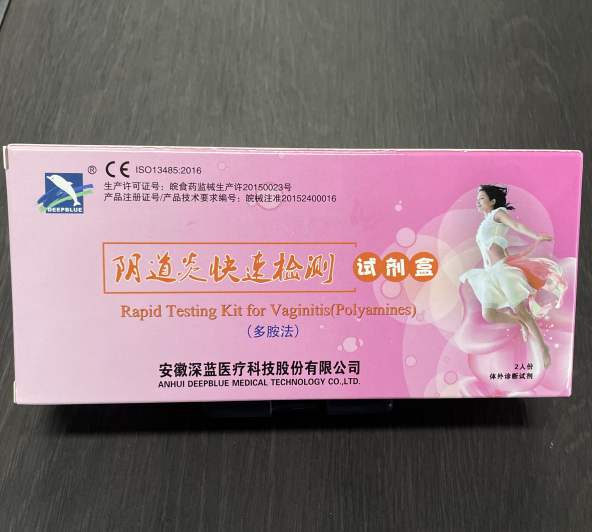 ® CE ISO13485:2016
生产许可证号：皖食药监械生产许20150023号
产品注册证号/产品技术要求编号：皖械注准20152400016
DEEPBLUE
阴道炎快速检测 试剂盒
Rapid Testing Kit for Vaginitis(Polyamines)
（多胺法）
安徽深蓝医疗科技股份有限公司
ANHUI DEEPBLUE MEDICAL TECHNOLOGY CO.,LTD.
2人份
体外诊断试剂